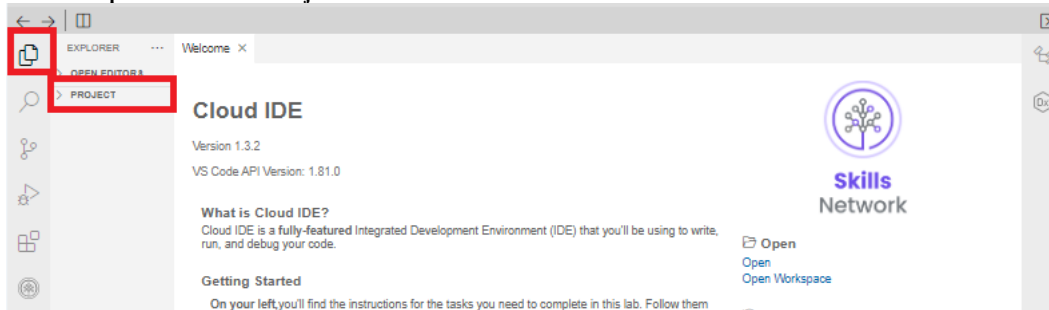 EXPLORER ...
Welcome ×
OPEN EDITORA
PROJECT
Cloud IDE
Version 1.3.2
VS Code API Version: 1.81.0
What is Cloud IDE?
Cloud IDE is a fully-featured Integrated Development Environment (IDE) that you'll be using to write,
run, and debug your code.
Getting Started
On your left,you'll find the instructions for the tasks you need to complete in this lab. Follow them
Skills
Network
Open
Open
Open Workspace
Dx